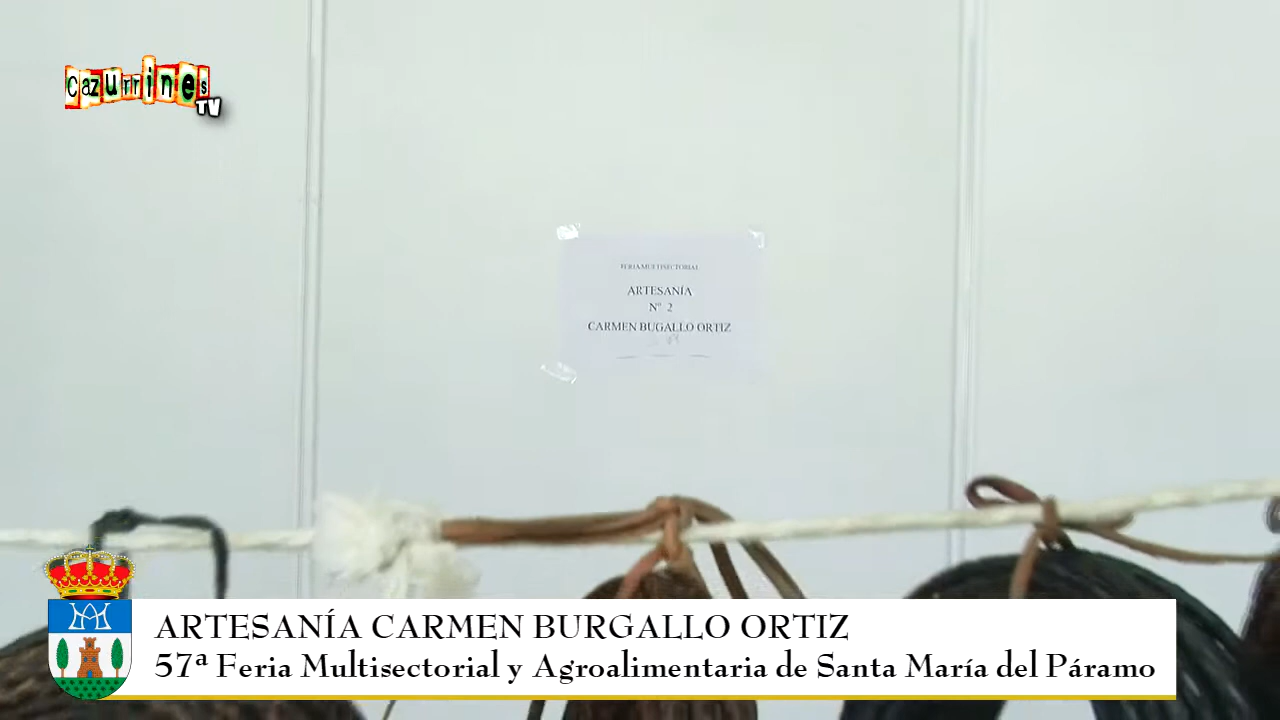 Cazurrines
TV
FERIA MULTISECTORIAL
ARTESANÍA
Nº 2
CARMEN BUGALLO ORTIZ
ARTESANÍA CARMEN BURGALLO ORTIZ
57ª Feria Multisectorial y Agroalimentaria de Santa María del Páramo